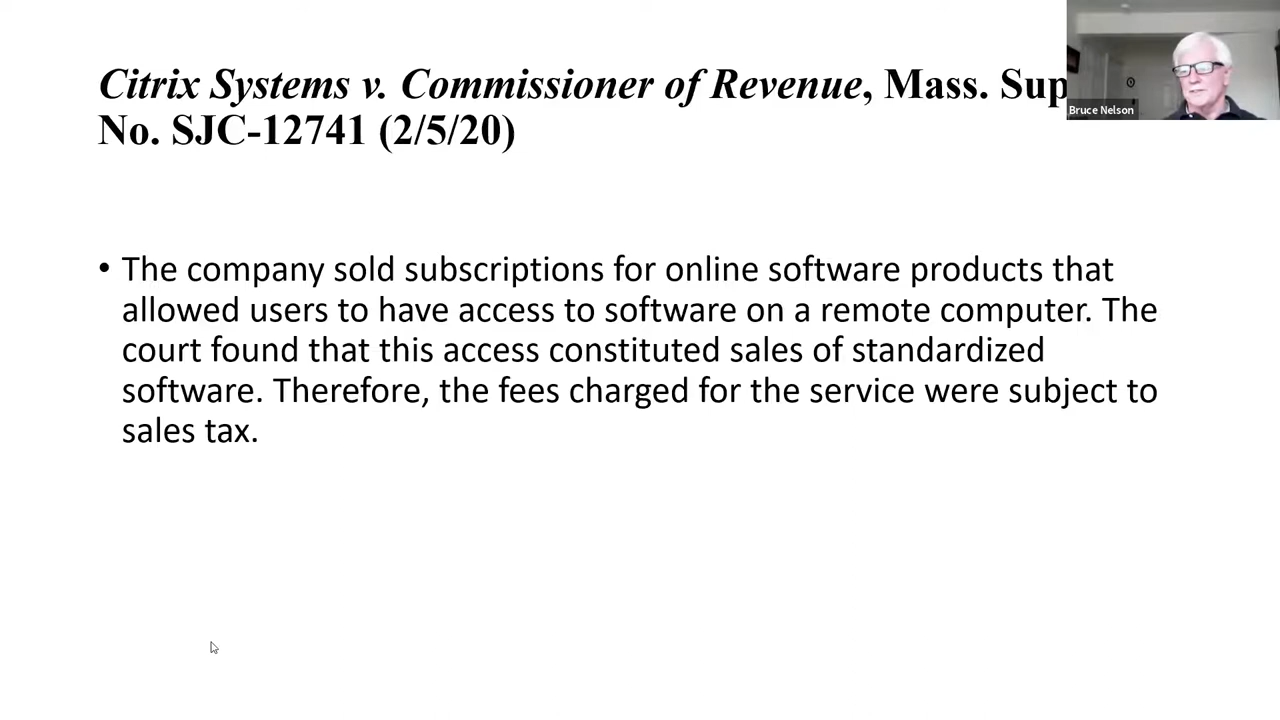 Citrix Systems v. Commissioner of Revenue, Mass.
No. SJC-12741 (2/5/20)
Bruce Nelson
• The company sold subscriptions for online software products that
allowed users to have access to software on a remote computer. The
court found that this access constituted sales of standardized
software. Therefore, the fees charged for the service were subject to
sales tax.